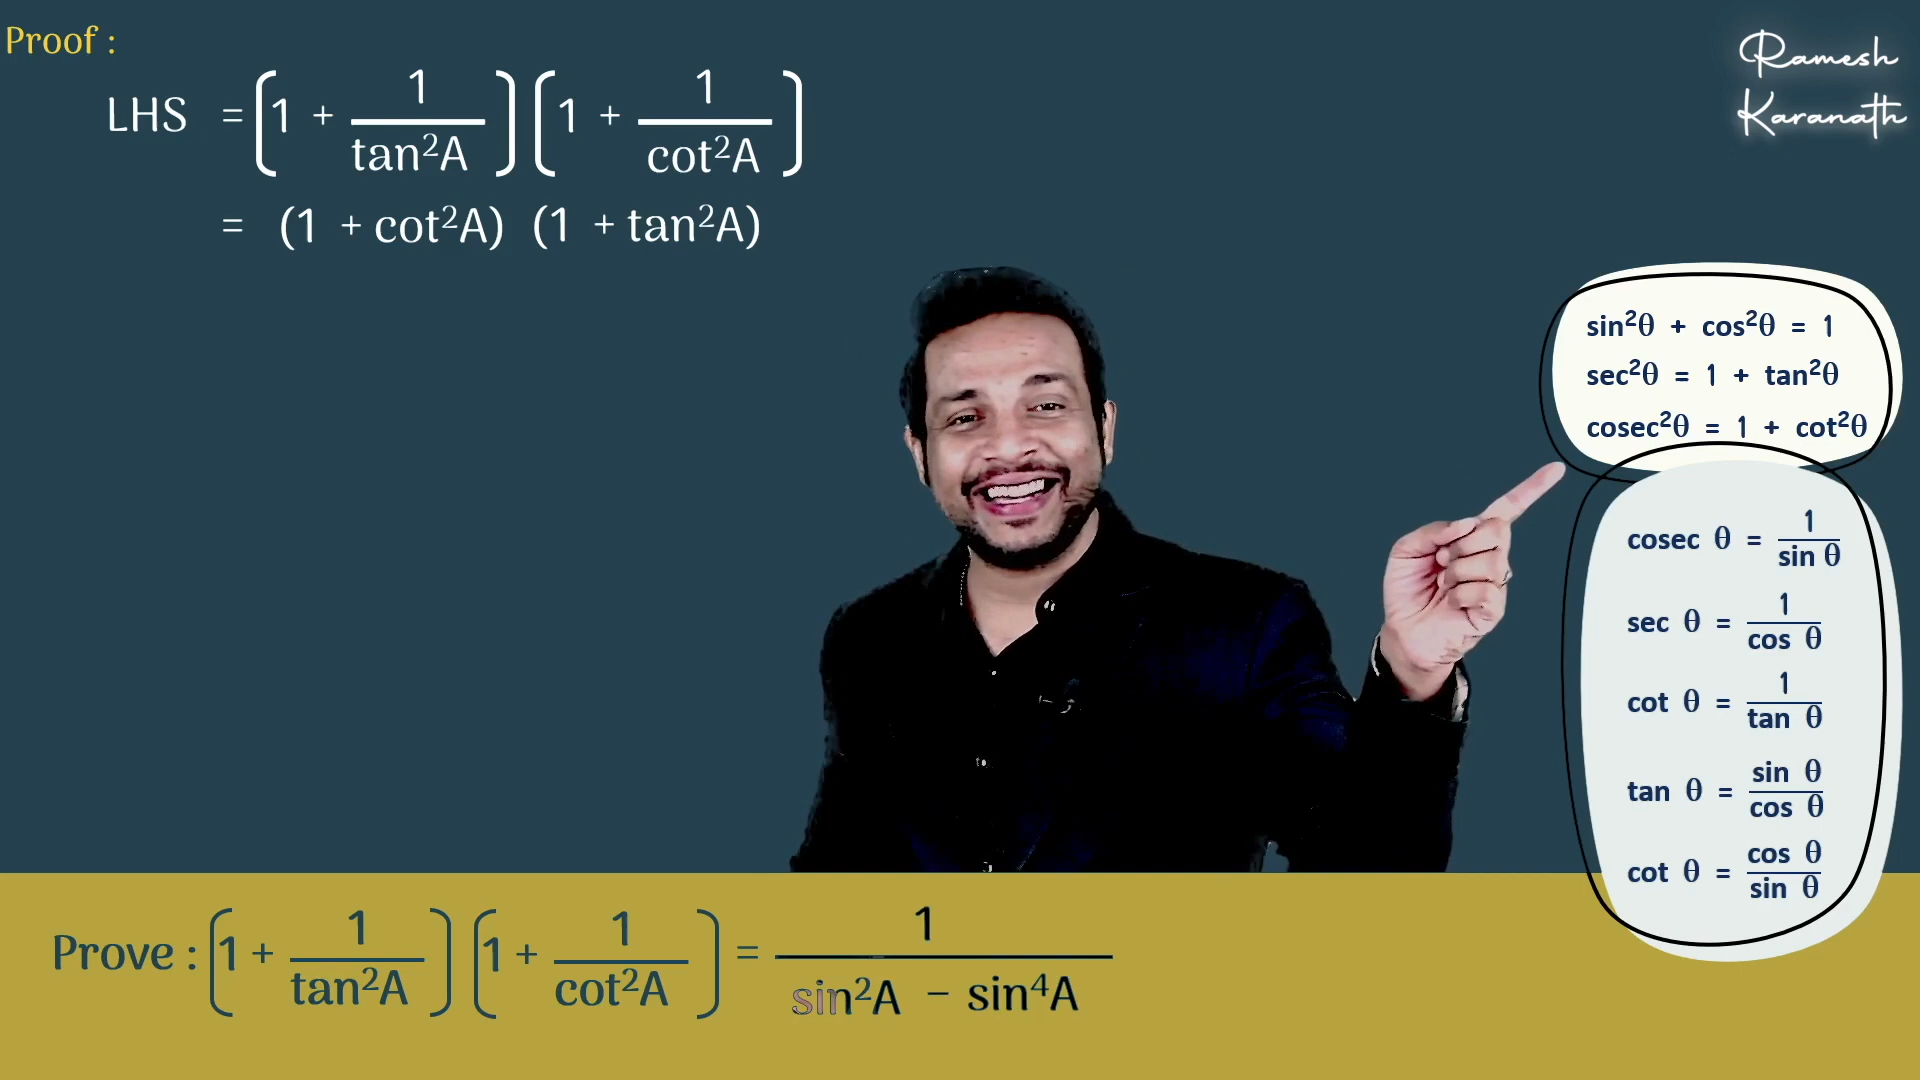 Proof :
Ramesh
Karanath
LHS = (1 + 1/tan²A) (1 + 1/cot²A)
= (1 + cot²A) (1 + tan²A)
sin²θ + cos²θ = 1
sec²θ = 1 + tan²θ
cosec²θ = 1 + cot²θ
cosec θ = 1/sin θ
sec θ = 1/cos θ
cot θ = 1/tan θ
tan θ = sin θ/cos θ
cot θ = cos θ/sin θ
Prove : (1 + 1/tan²A) (1 + 1/cot²A) = 1/sin²A − sin⁴A